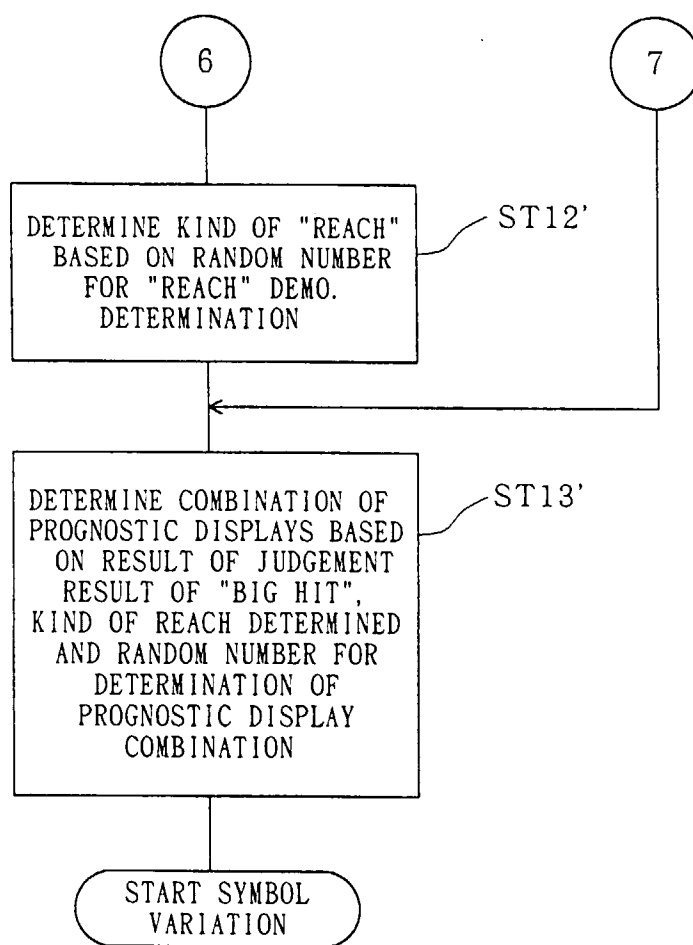 6
7
DETERMINE KIND OF "REACH"
BASED ON RANDOM NUMBER
FOR "REACH" DEMO.
DETERMINATION
ST12'
DETERMINE COMBINATION OF
PROGNOSTIC DISPLAYS BASED
ON RESULT OF JUDGEMENT
RESULT OF "BIG HIT",
KIND OF REACH DETERMINED
AND RANDOM NUMBER FOR
DETERMINATION OF
PROGNOSTIC DISPLAY
COMBINATION
ST13'
START SYMBOL
VARIATION